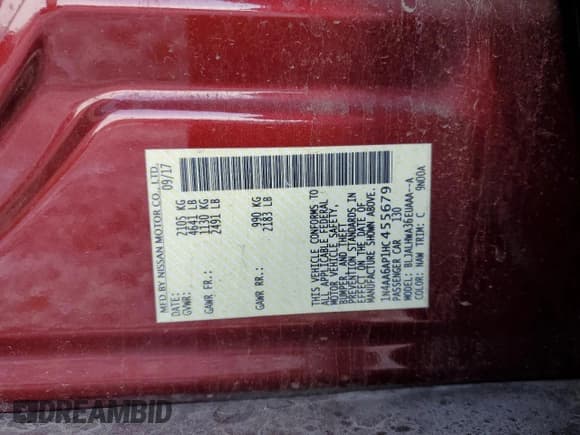 MFD.BY NISSAN MOTOR CO., LTD.
DATE: 09/17
GVWR: 2105 KG
4641 LB
GAWR FR: 1130 KG
2491 LB
GAWR RR: 990 KG
2183 LB
THIS VEHICLE CONFORMS TO
ALL APPLICABLE FEDERAL
MOTOR VEHICLE SAFETY,
BUMPER, AND THEFT
PREVENTION STANDARDS IN
EFFECT ON THE DATE OF
MANUFACTURE SHOWN ABOVE.
1N4AA6AP1HC455679
PASSENGER CAR 130
MODEL: BLJALHWA36EUAAA--A
COLOR: NAW TRIM: C 9N00A
DREAMBID